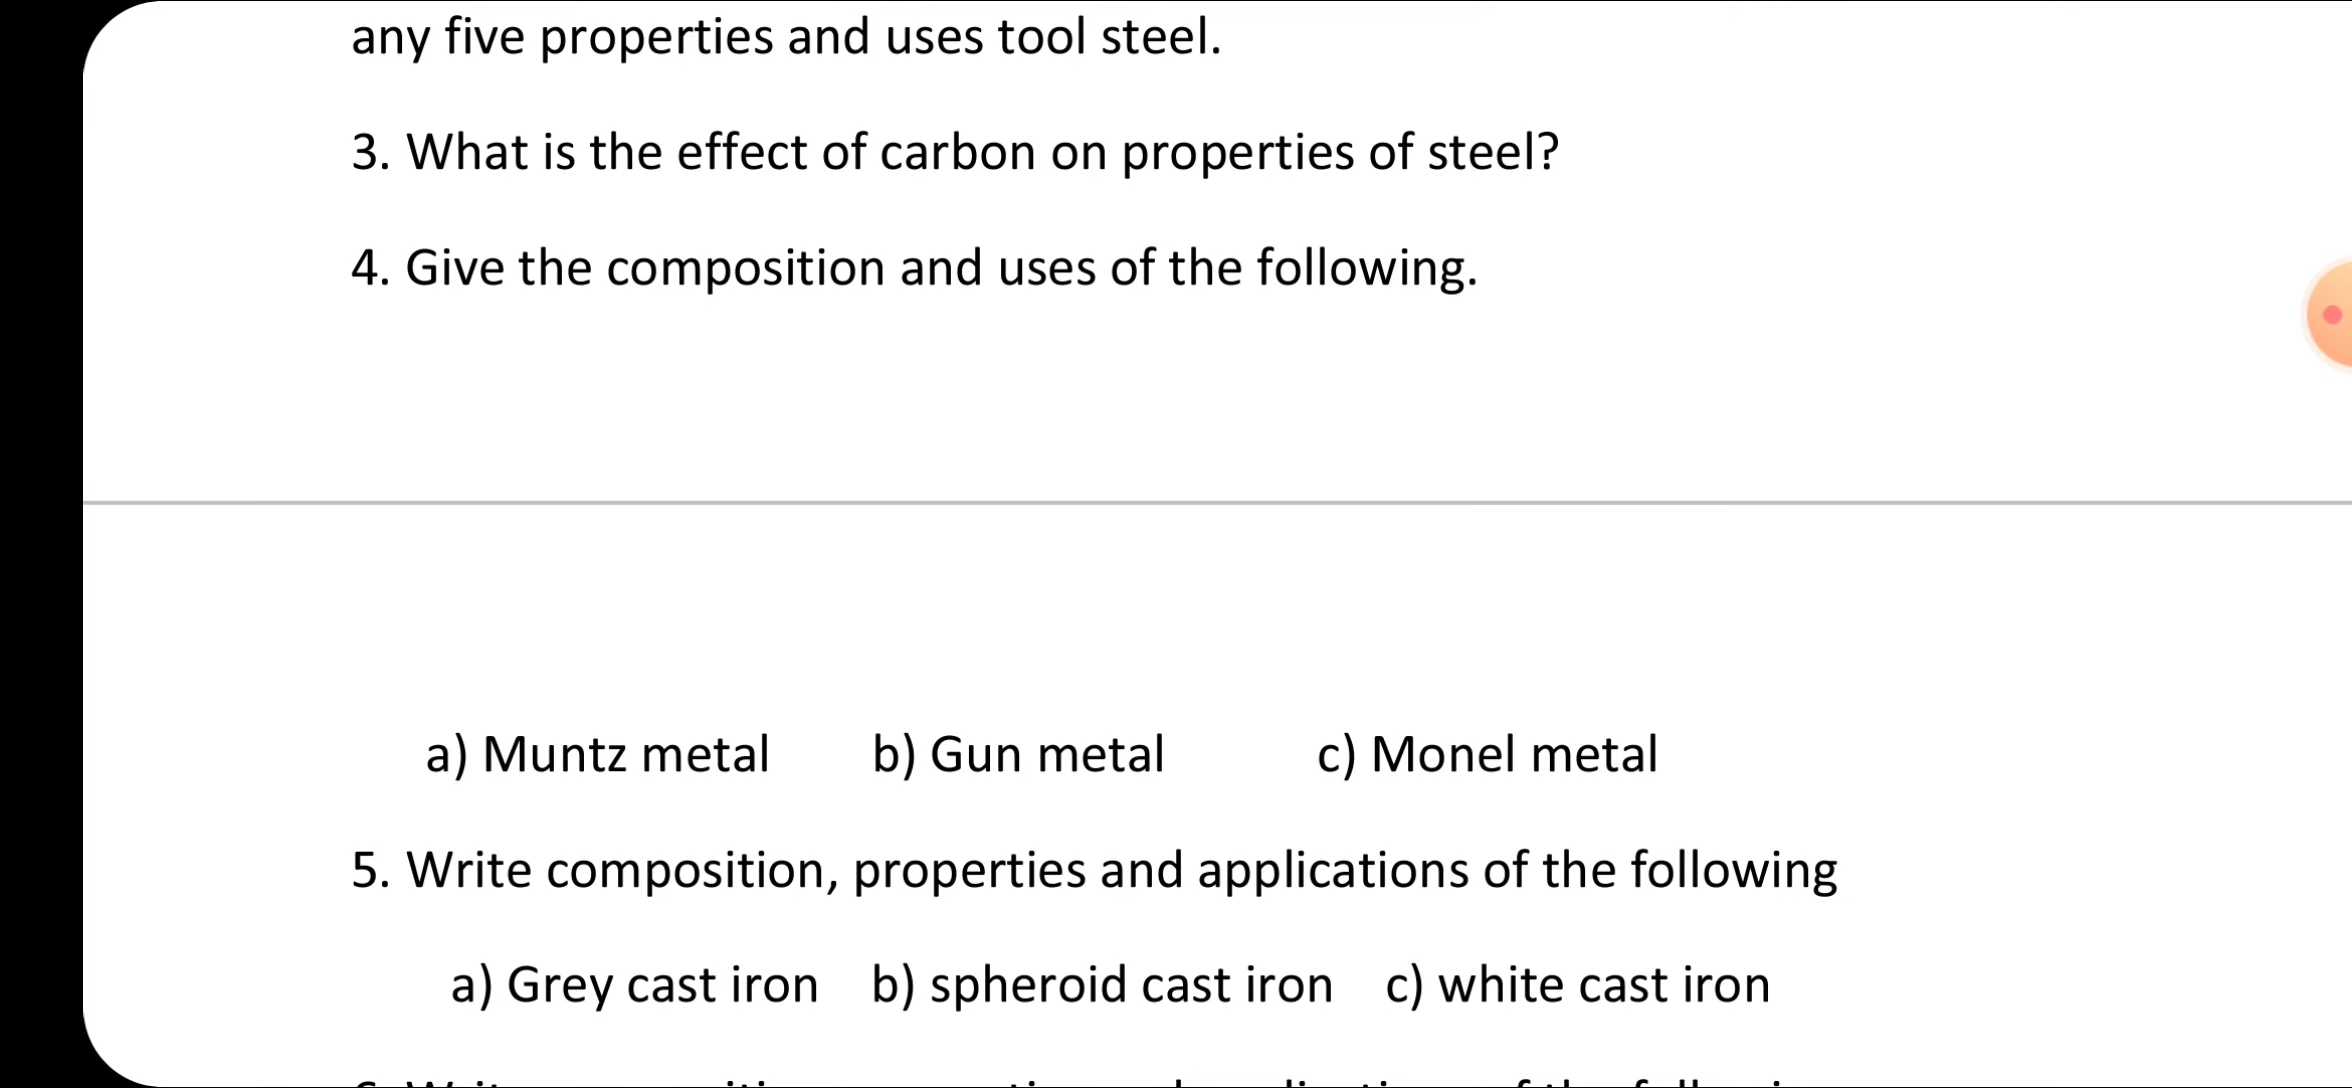 any five properties and uses tool steel.
3. What is the effect of carbon on properties of steel?
4. Give the composition and uses of the following.
a) Muntz metal b) Gun metal c) Monel metal
5. Write composition, properties and applications of the following
a) Grey cast iron b) spheroid cast iron c) white cast iron